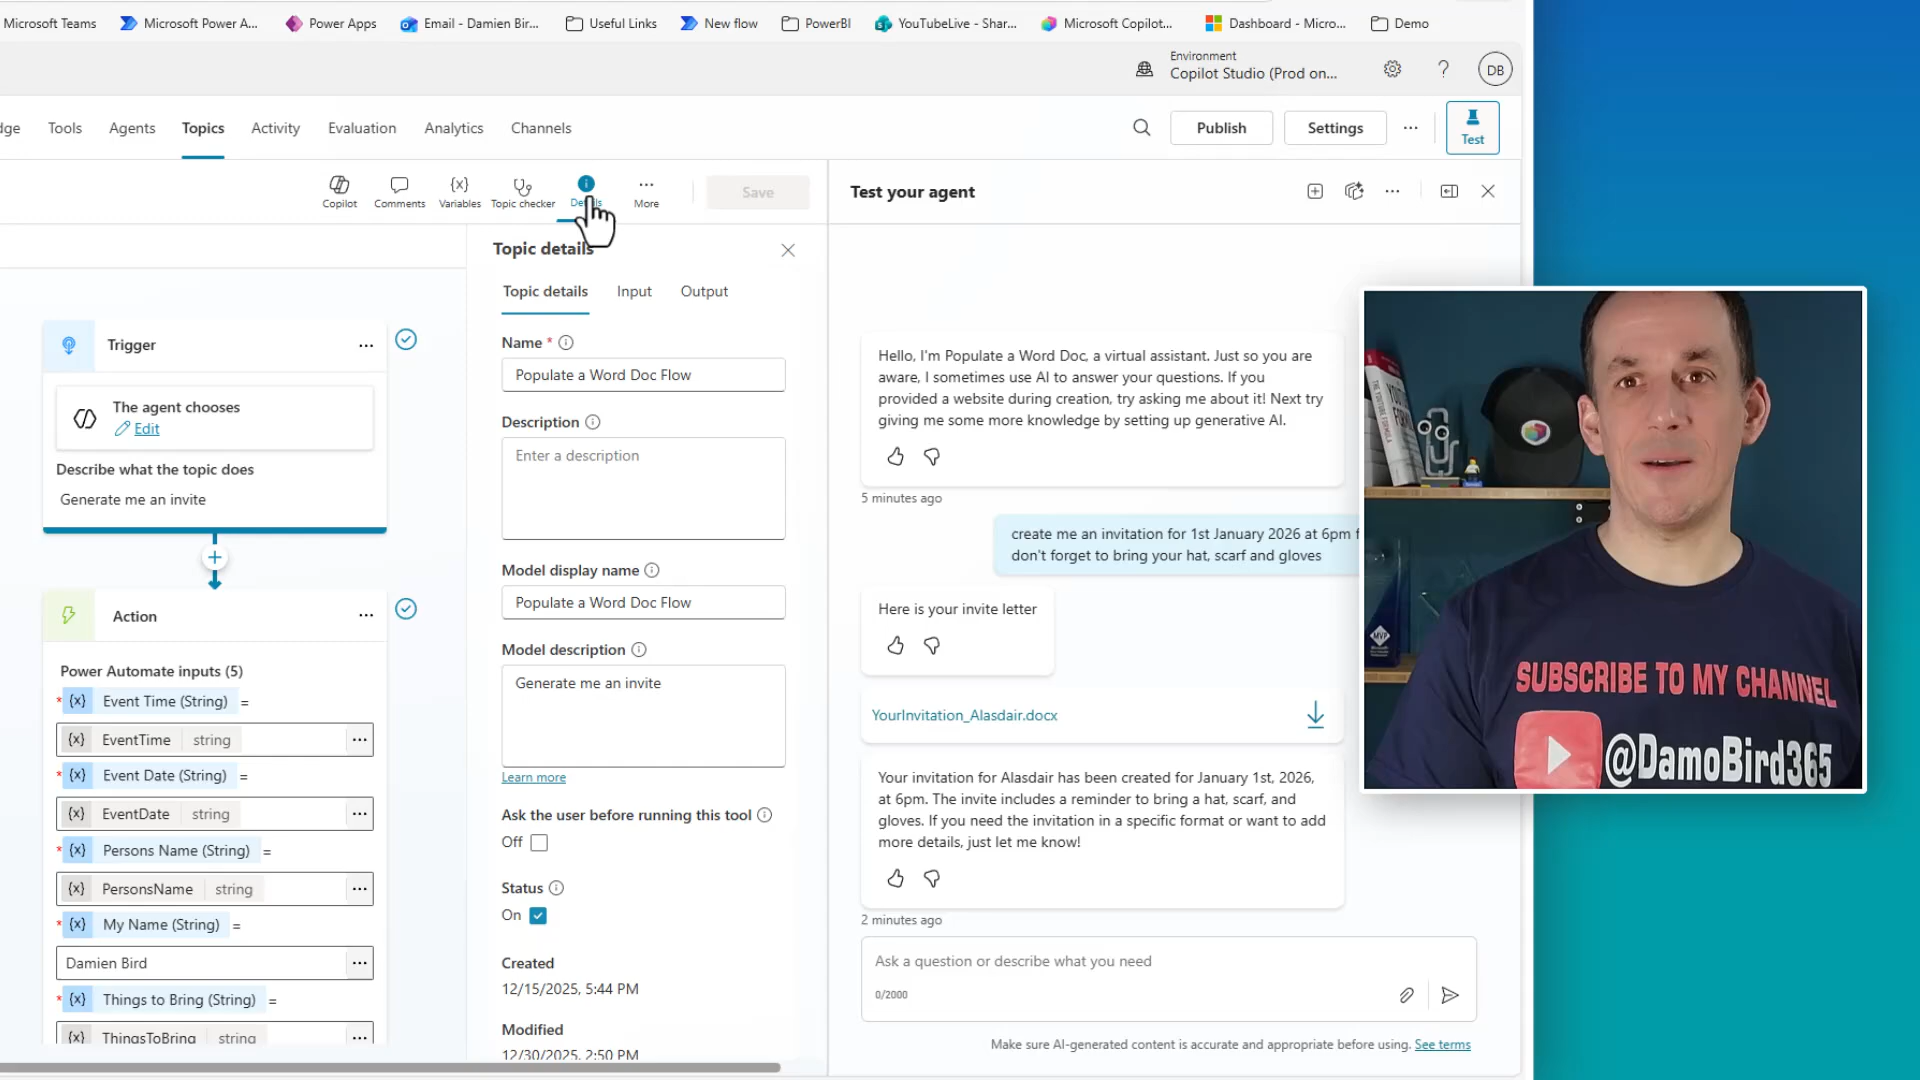 Microsoft Teams
Microsoft Power A...
Power Apps
Email - Damien Bir...
Useful Links
New flow
PowerBI
YouTubeLive - Shar...
Microsoft Copilot...
Dashboard - Micro...
Demo
Environment
Copilot Studio (Prod on...
DB
dge
Tools
Agents
Topics
Activity
Evaluation
Analytics
Channels
Publish
Settings
Test
Copilot
Comments
Variables
Topic checker
More
Save
Test your agent
Topic details
Topic details
Input
Output
Name *
Populate a Word Doc Flow
Description
Enter a description
Model display name
Populate a Word Doc Flow
Model description
Generate me an invite
Learn more
Ask the user before running this tool
Off
Status
On
Created
12/15/2025, 5:44 PM
Modified
12/30/2025, 2:50 PM
Trigger
The agent chooses
Edit
Describe what the topic does
Generate me an invite
Action
Power Automate inputs (5)
* {x} Event Time (String) =
{x} EventTime string
* {x} Event Date (String) =
{x} EventDate string
* {x} Persons Name (String) =
{x} PersonsName string
* {x} My Name (String) =
Damien Bird
* {x} Things to Bring (String) =
{x} ThingsToBring string
Hello, I'm Populate a Word Doc, a virtual assistant. Just so you are
aware, I sometimes use AI to answer your questions. If you
provided a website during creation, try asking me about it! Next try
giving me some more knowledge by setting up generative AI.
5 minutes ago
create me an invitation for 1st January 2026 at 6pm
don't forget to bring your hat, scarf and gloves
Here is your invite letter
YourInvitation_Alasdair.docx
Your invitation for Alasdair has been created for January 1st, 2026,
at 6pm. The invite includes a reminder to bring a hat, scarf, and
gloves. If you need the invitation in a specific format or want to add
more details, just let me know!
2 minutes ago
Ask a question or describe what you need
0/2000
Make sure AI-generated content is accurate and appropriate before using. See terms
SUBSCRIBE TO MY CHANNEL
@DamoBird365